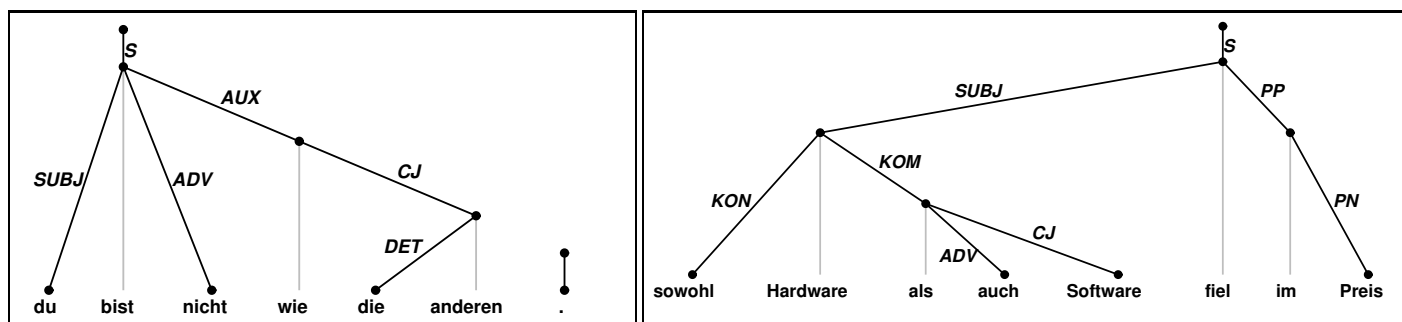 S
AUX
SUBJ
ADV
CJ
DET
du bist nicht wie die anderen .
S
SUBJ
PP
KOM
KON
PN
CJ
ADV
sowohl Hardware als auch Software fiel im Preis